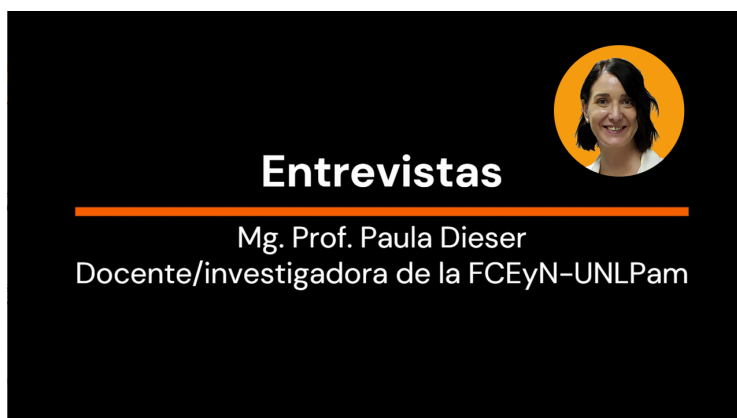 Entrevistas
Mg. Prof. Paula Dieser
Docente/investigadora de la FCEyN-UNLPam